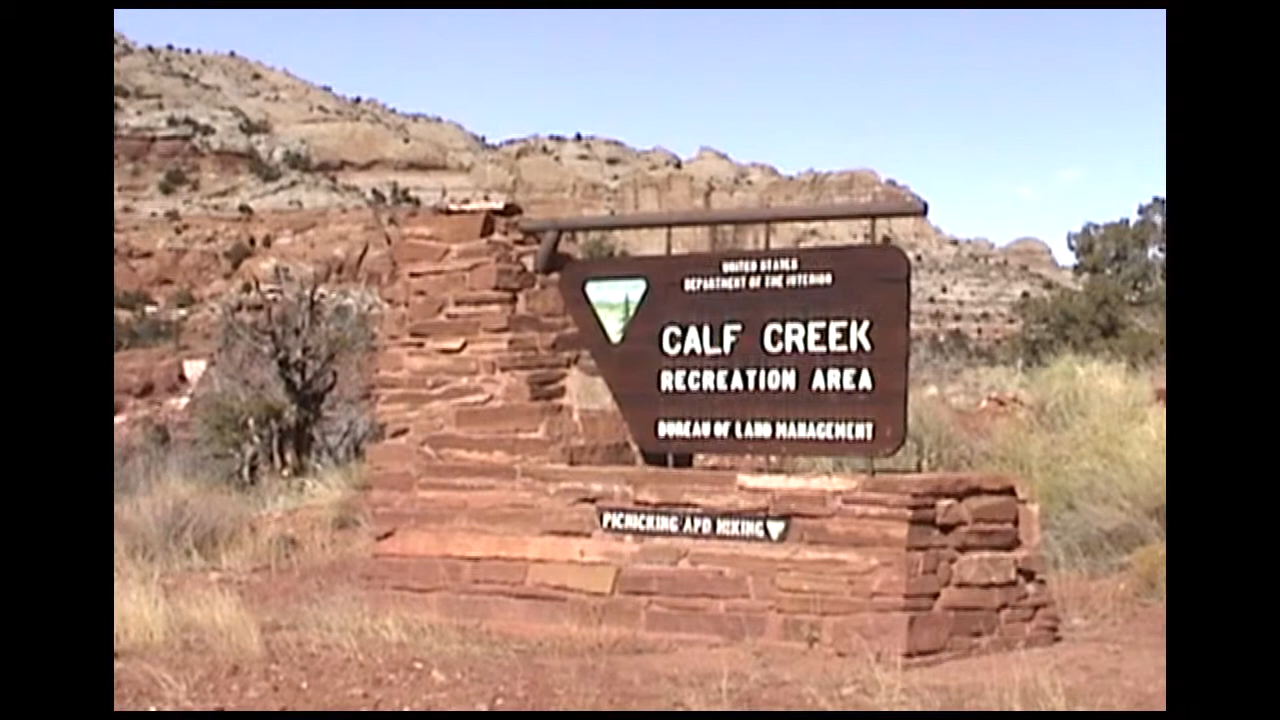 UNITED STATES
DEPARTMENT OF THE INTERIOR
CALF CREEK
RECREATION AREA
BUREAU OF LAND MANAGEMENT
PICNICKING AND HIKING